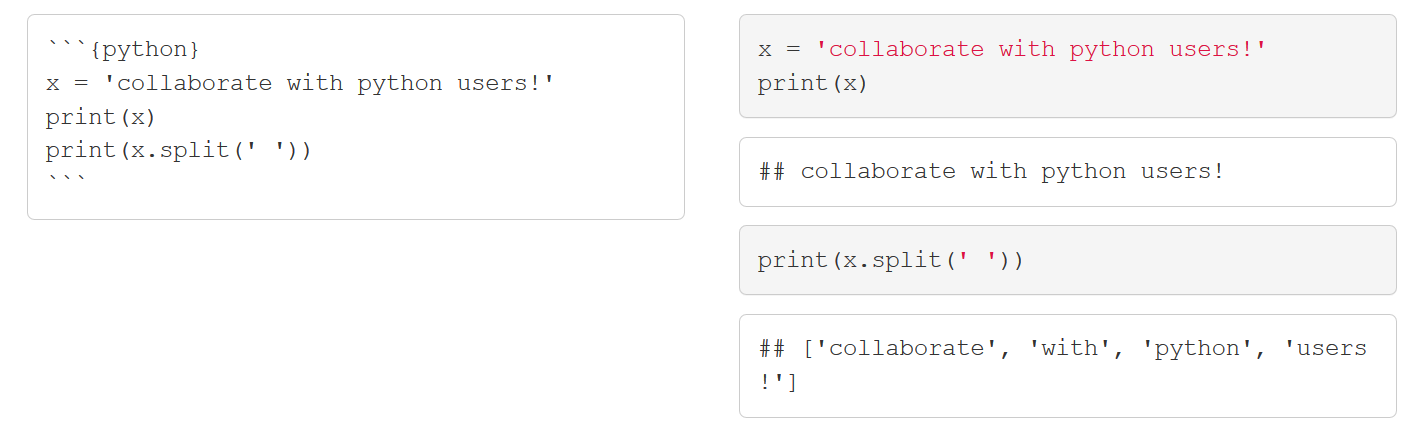 ```{python}
x = 'collaborate with python users!'
print(x)
print(x.split(' '))
```
x = 'collaborate with python users!'
print(x)
## collaborate with python users!
print(x.split(' '))
## ['collaborate', 'with', 'python', 'users
!']